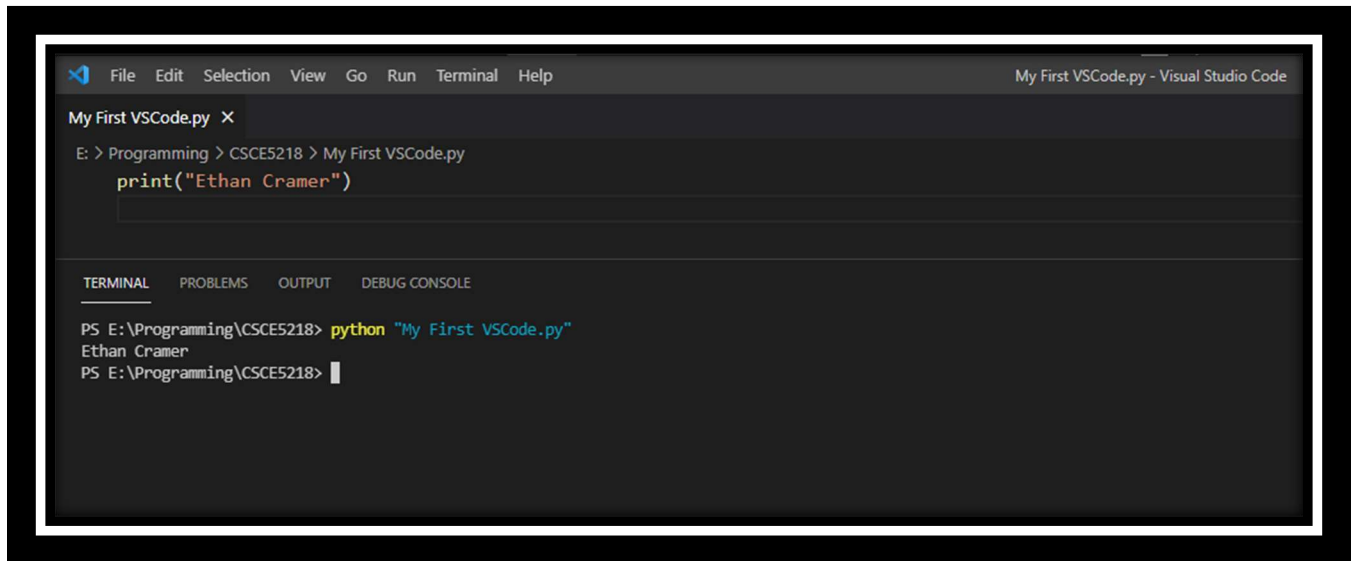 File Edit Selection View Go Run Terminal Help My First VSCode.py - Visual Studio Code
My First VSCode.py ×
E: > Programming > CSCE5218 > My First VSCode.py
print("Ethan Cramer")
TERMINAL PROBLEMS OUTPUT DEBUG CONSOLE
PS E:\Programming\CSCE5218> python "My First VSCode.py"
Ethan Cramer
PS E:\Programming\CSCE5218>